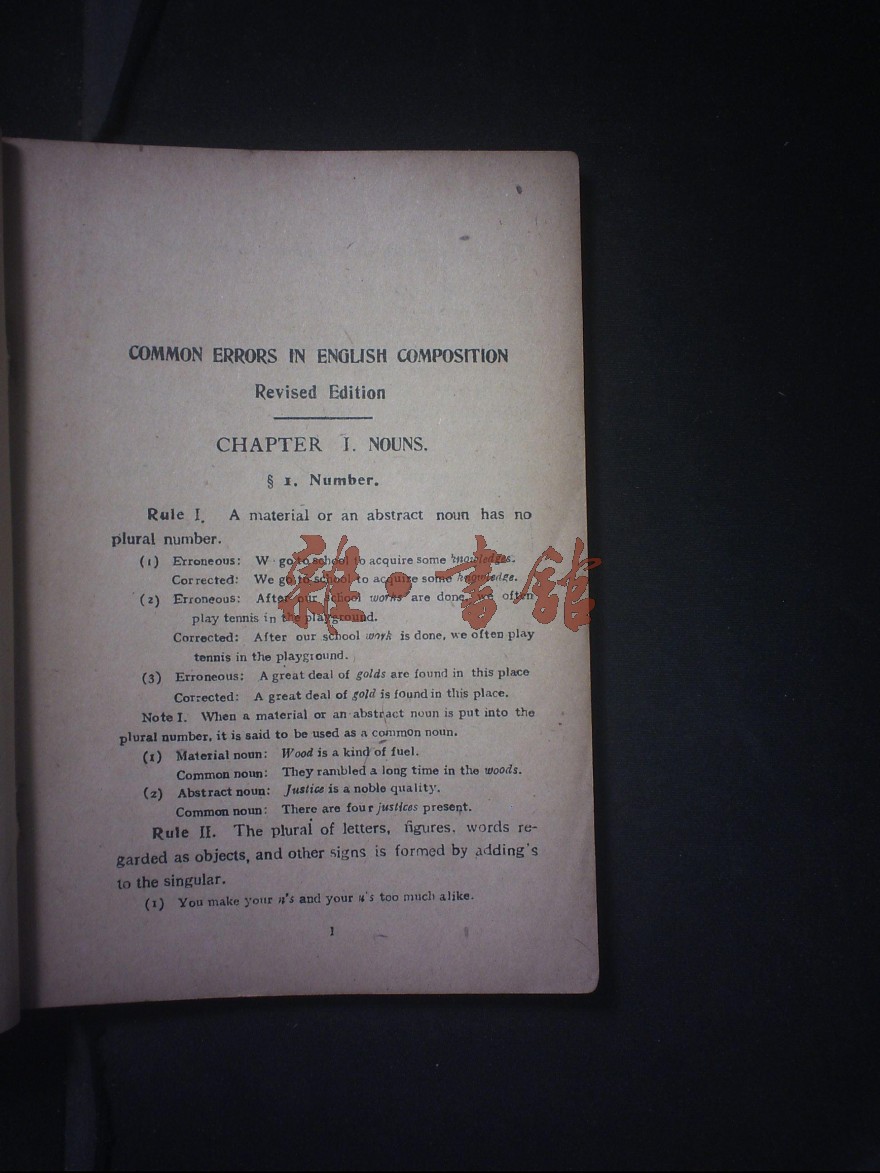 COMMON ERRORS IN ENGLISH COMPOSITION
Revised Edition
CHAPTER I. NOUNS.
§ 1. Number.
Rule I. A material or an abstract noun has no
plural number.
(1) Erroneous: W go to school to acquire some knowledges.
Corrected: We go to school to acquire some knowledge.
(2) Erroneous: After our school works are done, we often
play tennis in the playground.
Corrected: After our school work is done, we often play
tennis in the playground.
(3) Erroneous: A great deal of golds are found in this place
Corrected: A great deal of gold is found in this place.
Note I. When a material or an abstract noun is put into the
plural number, it is said to be used as a common noun.
(1) Material noun: Wood is a kind of fuel.
Common noun: They rambled a long time in the woods.
(2) Abstract noun: Justice is a noble quality.
Common noun: There are four justices present.
Rule II. The plural of letters, figures, words re-
garded as objects, and other signs is formed by adding's
to the singular.
(1) You make your n's and your u's too much alike.
1
雜·書館